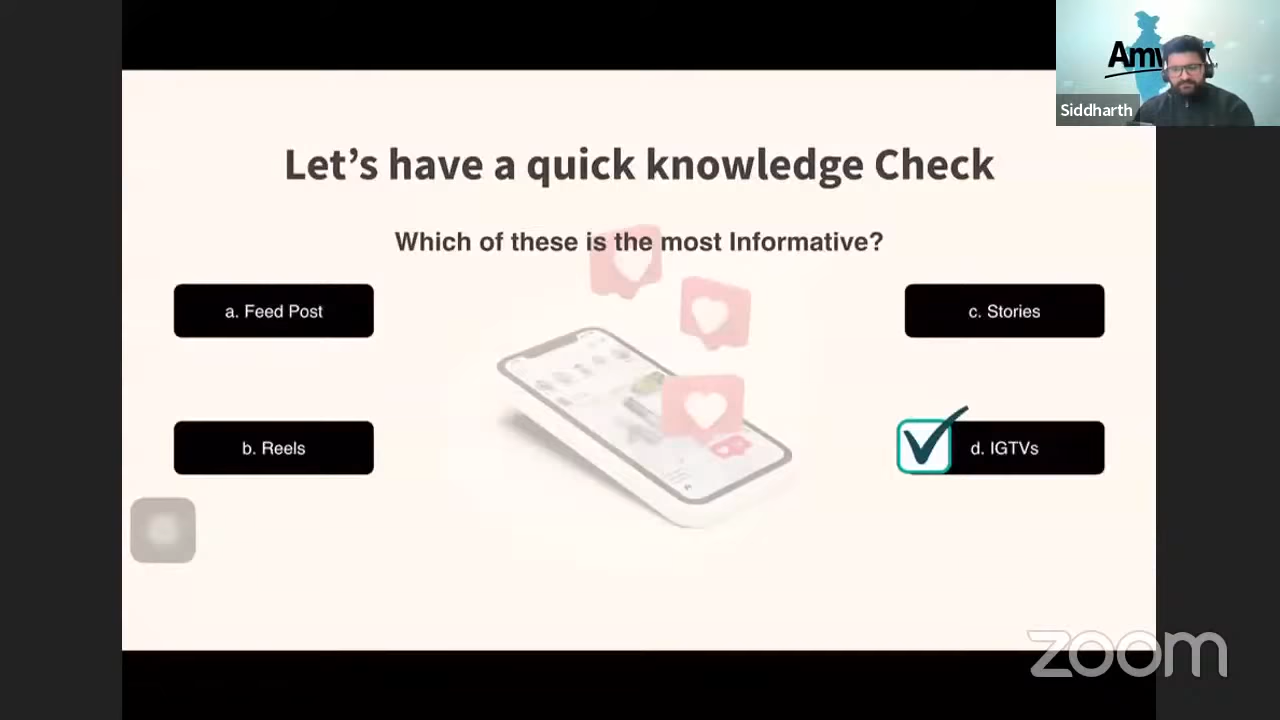 Siddharth
Let's have a quick knowledge Check
Which of these is the most Informative?
a. Feed Post
c. Stories
b. Reels
d. IGTVs
zoom